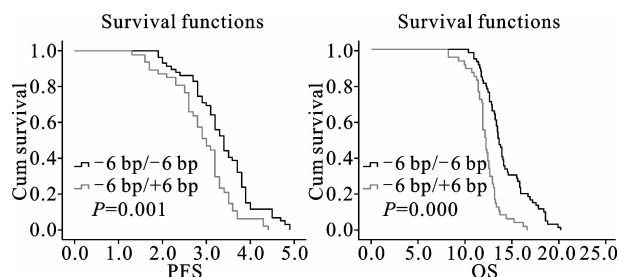 Survival functions
Cum survival
1.0
0.8
0.6
0.4
0.2
0.0
−6 bp/−6 bp
−6 bp/+6 bp
P=0.001
0.0 1.0 2.0 3.0 4.0 5.0
PFS
Survival functions
Cum survival
1.0
0.8
0.6
0.4
0.2
0.0
−6 bp/−6 bp
−6 bp/+6 bp
P=0.000
0.0 5.0 10.0 15.0 20.0 25.0
OS